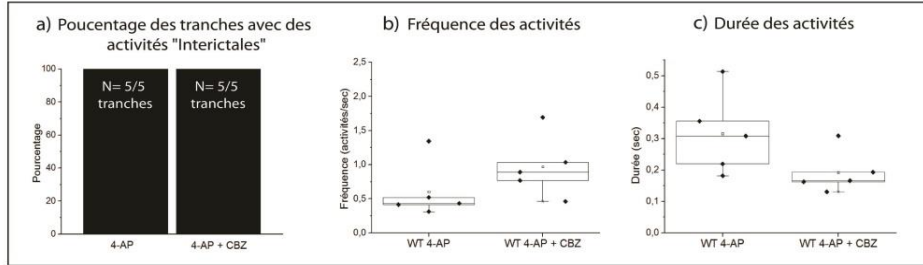 a) Poucentage des tranches avec des
activités "Interictales"
100
80
60
40
20
0
Pourcentage
N= 5/5
tranches
N= 5/5
tranches
4-AP
4-AP + CBZ
b) Fréquence des activités
2,5
2,0
1,5
1,0
0,5
0,0
Fréquence (activités/sec)
WT 4-AP
WT 4-AP + CBZ
c) Durée des activités
0,5
0,4
0,3
0,2
0,1
0,0
Durée (sec)
WT 4-AP
WT 4-AP + CBZ